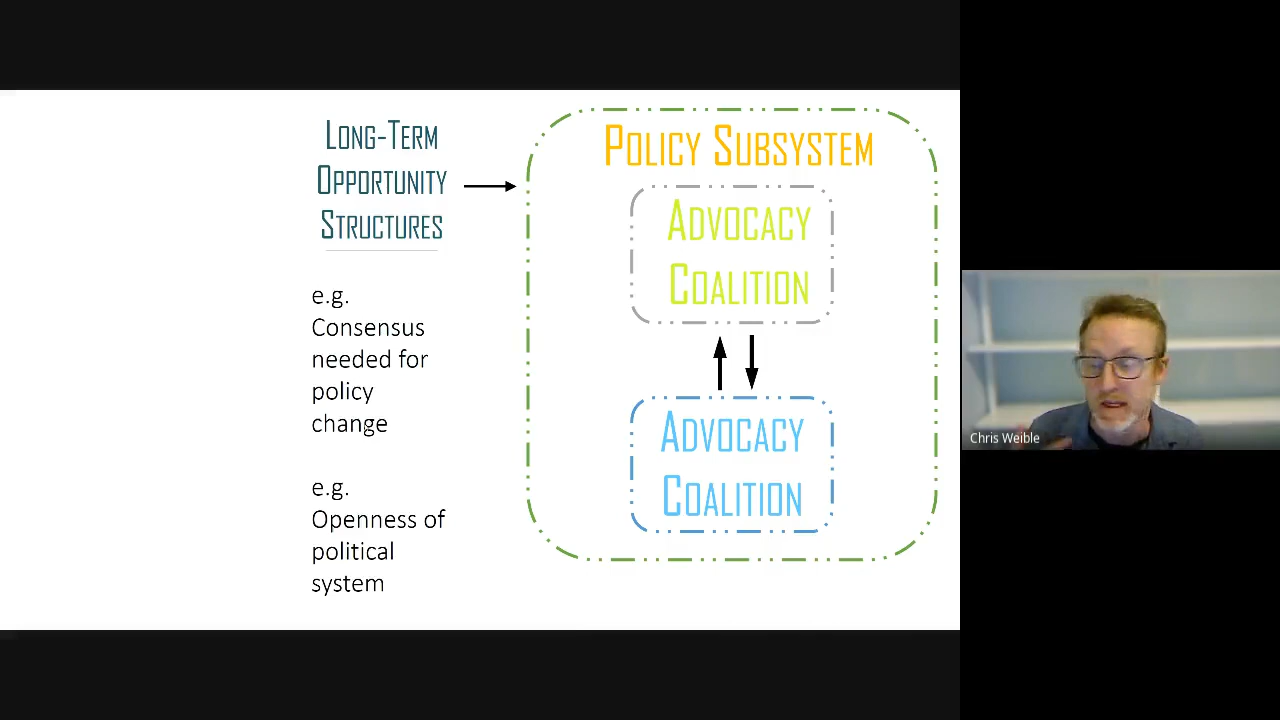 LONG-TERM
OPPORTUNITY
STRUCTURES
e.g.
Consensus
needed for
policy
change
e.g.
Openness of
political
system
POLICY SUBSYSTEM
ADVOCACY
COALITION
ADVOCACY
COALITION
Chris Weible